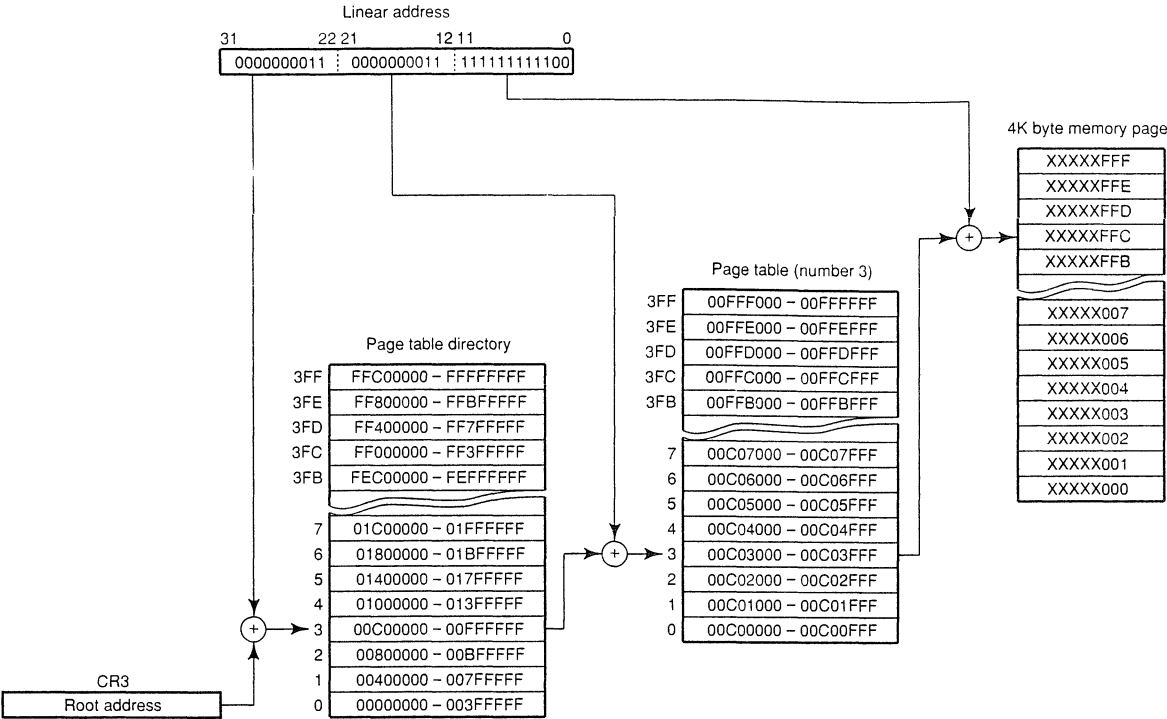 Linear address
31 22 21 12 11 0
0000000011 0000000011 111111111100
4K byte memory page
XXXXXFFF
XXXXXFFE
XXXXXFFD
XXXXXFFC
XXXXXFFB
XXXXX007
XXXXX006
XXXXX005
XXXXX004
XXXXX003
XXXXX002
XXXXX001
XXXXX000
+
Page table (number 3)
3FF 00FFF000 – 00FFFFFF
3FE 00FFE000 – 00FFEFFF
3FD 00FFD000 – 00FFDFFF
3FC 00FFC000 – 00FFCFFF
3FB 00FFB000 – 00FFBFFF
7 00C07000 – 00C07FFF
6 00C06000 – 00C06FFF
5 00C05000 – 00C05FFF
4 00C04000 – 00C04FFF
3 00C03000 – 00C03FFF
2 00C02000 – 00C02FFF
1 00C01000 – 00C01FFF
0 00C00000 – 00C00FFF
+
Page table directory
3FF FFC00000 – FFFFFFFF
3FE FF800000 – FFBFFFFF
3FD FF400000 – FF7FFFFF
3FC FF000000 – FF3FFFFF
3FB FEC00000 – FEFFFFFF
7 01C00000 – 01FFFFFF
6 01800000 – 01BFFFFF
5 01400000 – 017FFFFF
4 01000000 – 013FFFFF
3 00C00000 – 00FFFFFF
2 00800000 – 00BFFFFF
1 00400000 – 007FFFFF
0 00000000 – 003FFFFF
+
CR3
Root address